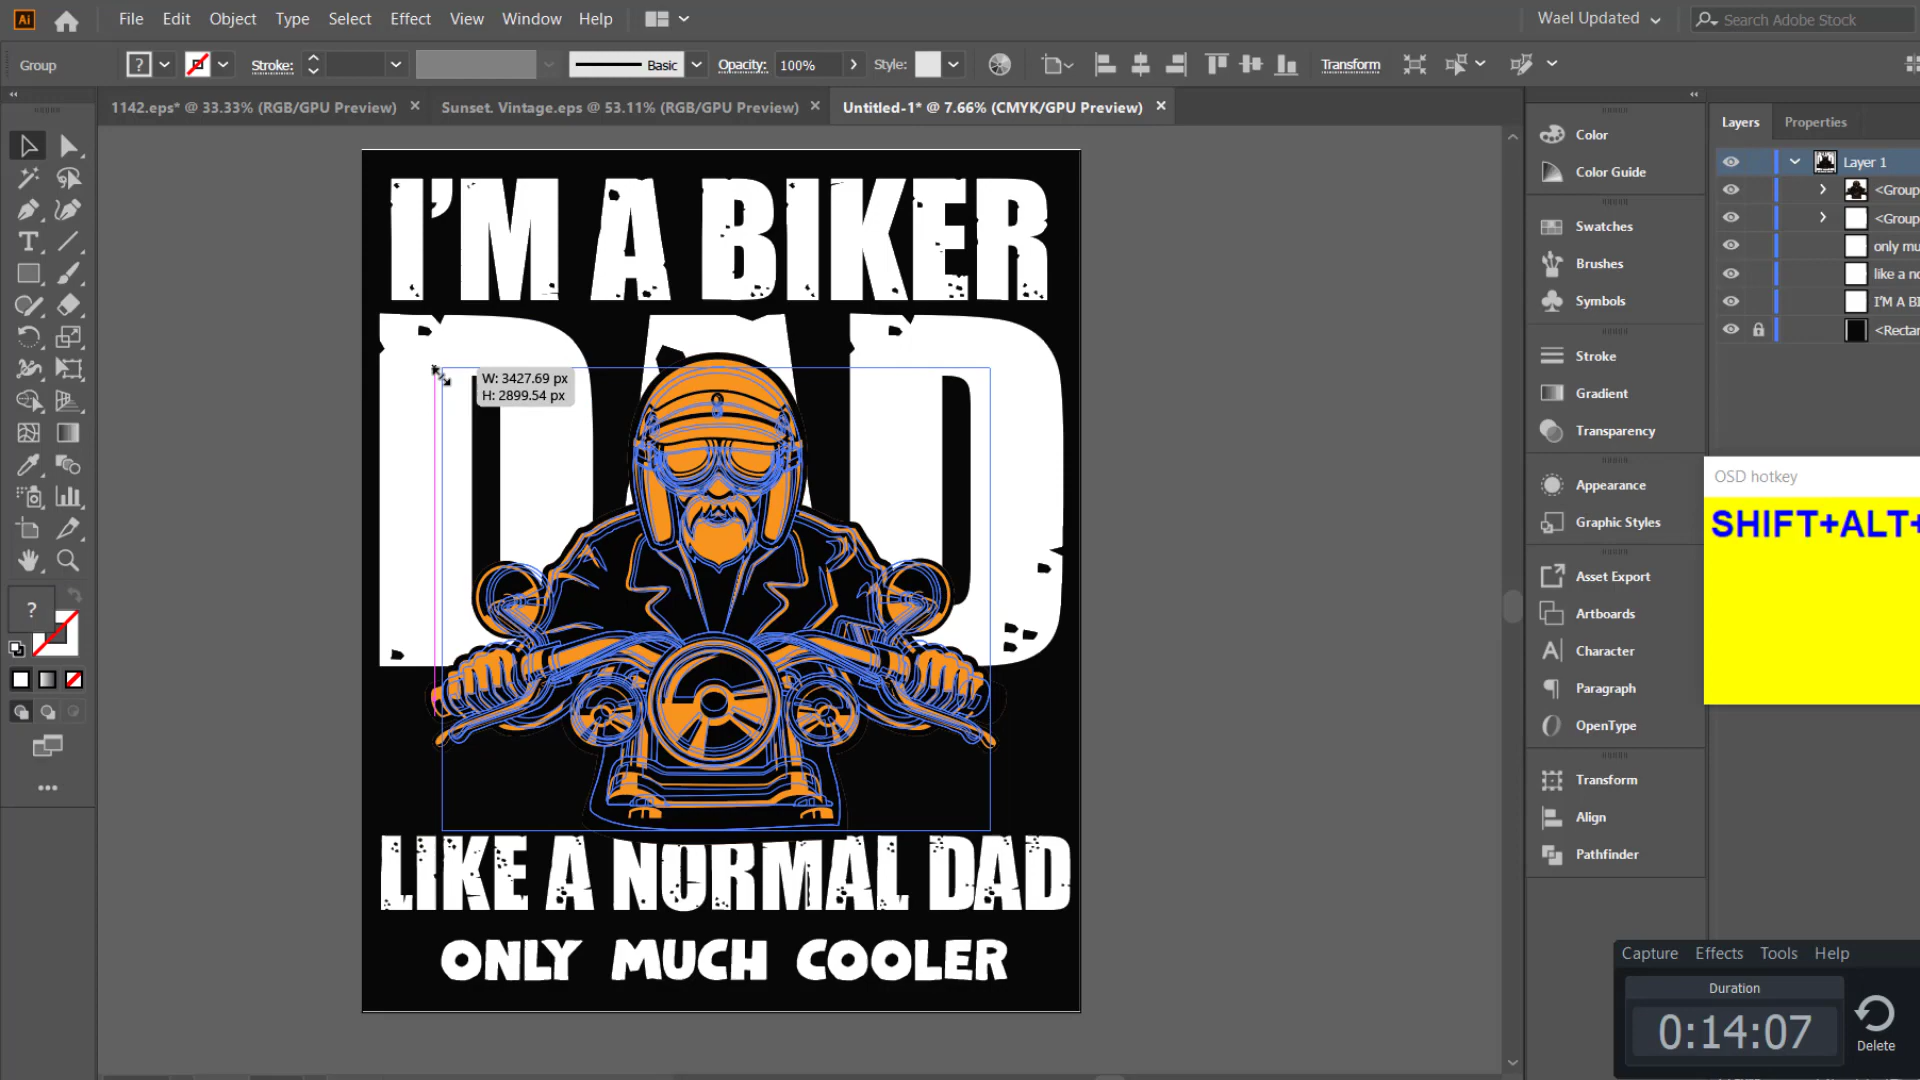 Ai File Edit Object Type Select Effect View Window Help Wael Updated Search Adobe Stock
Group ? Stroke: Basic Opacity: 100% Style: Transform
1142.eps* @ 33.33% (RGB/GPU Preview) × Sunset. Vintage.eps @ 53.11% (RGB/GPU Preview) × Untitled-1* @ 7.66% (CMYK/GPU Preview) ×
I'M A BIKER
DAD
W: 3427.69 px
H: 2899.54 px
LIKE A NORMAL DAD
ONLY MUCH COOLER
?
Color
Color Guide
Swatches
Brushes
Symbols
Stroke
Gradient
Transparency
Appearance
Graphic Styles
Asset Export
Artboards
Character
Paragraph
OpenType
Transform
Align
Pathfinder
Layers Properties
Layer 1
<Group
<Group
only mu
like a no
I'M A BI
<Rectan
OSD hotkey
SHIFT+ALT+
Capture Effects Tools Help
Duration
0:14:07
Delete